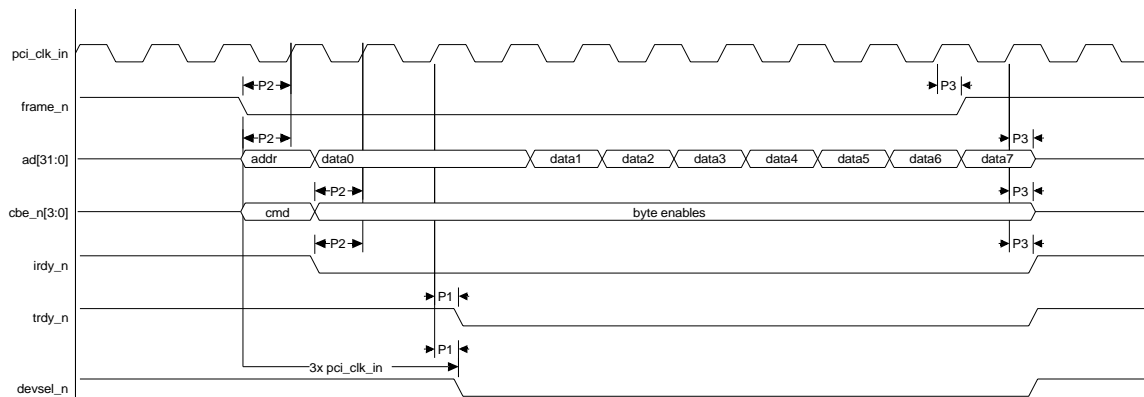 pci_clk_in
P2 P3
frame_n
P2 P3
ad[31:0] addr data0 data1 data2 data3 data4 data5 data6 data7
P2 P3
cbe_n[3:0] cmd byte enables
P2 P3
irdy_n
P1
trdy_n
P1
3x pci_clk_in
devsel_n